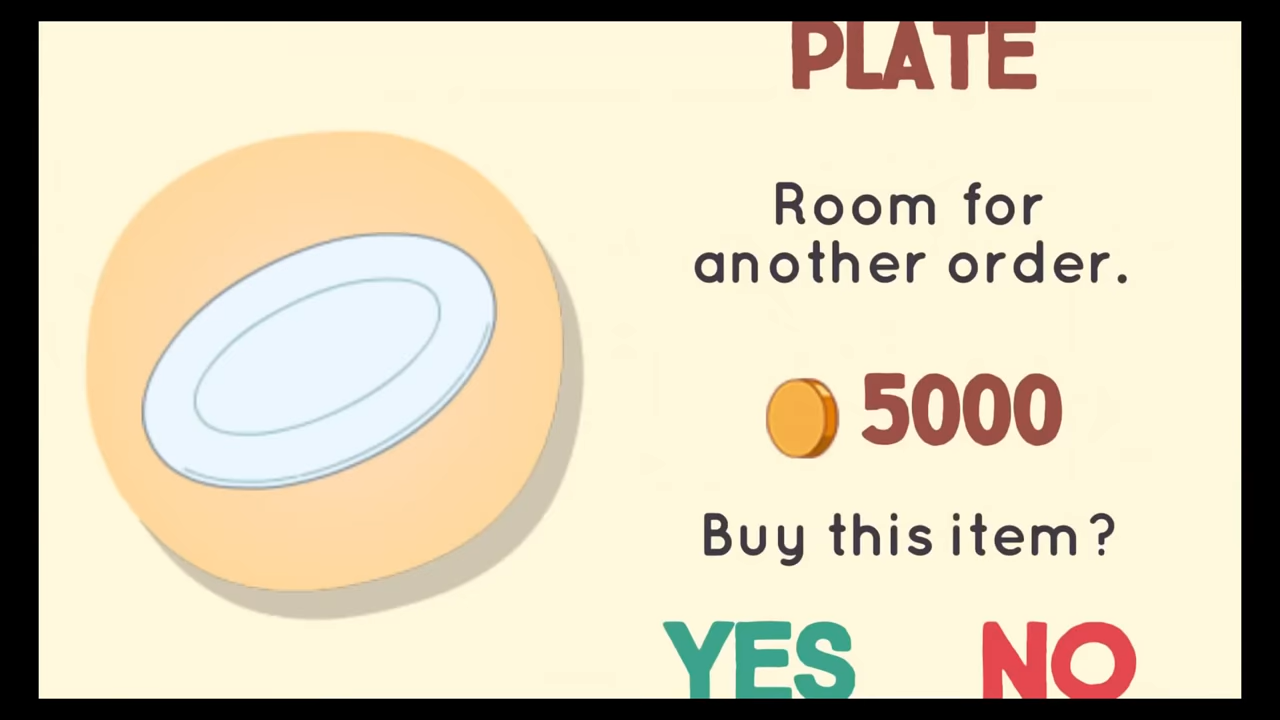 PLATE
Room for
another order.
5000
Buy this item?
YES NO